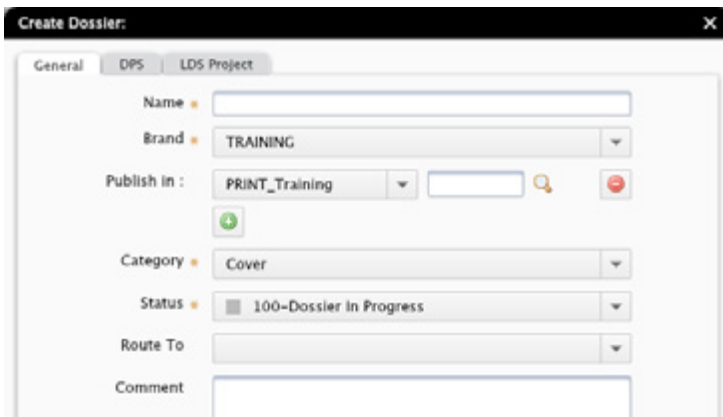 Create Dossier:
General DPS LDS Project
Name
Brand TRAINING
Publish in : PRINT_Training
Category Cover
Status 100-Dossier In Progress
Route To
Comment